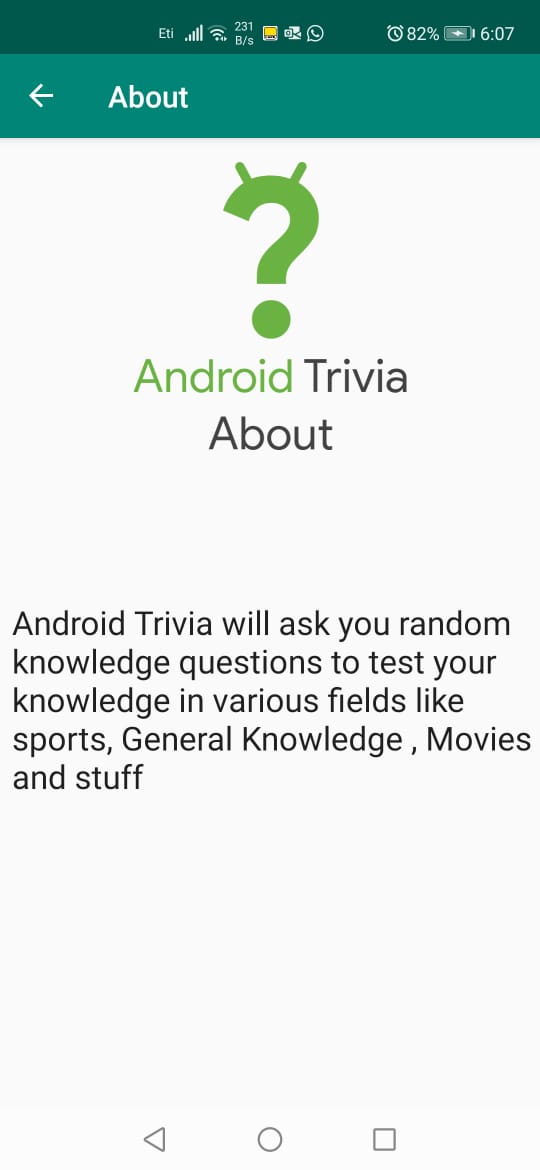 Eti 231 B/s 82% 6:07
About
Android Trivia
About
Android Trivia will ask you random
knowledge questions to test your
knowledge in various fields like
sports, General Knowledge , Movies
and stuff